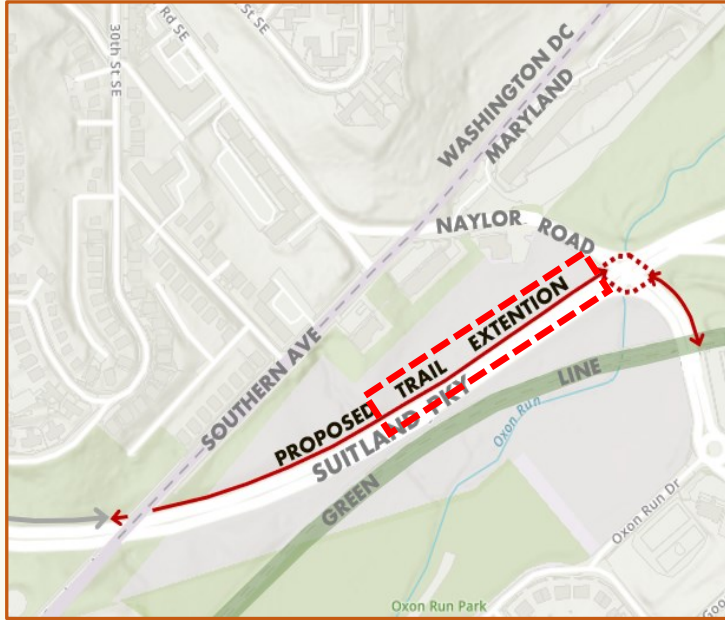 30th St SE
Rd SE
St SE
WASHINGTON DC
MARYLAND
NAYLOR ROAD
SOUTHERN AVE
PROPOSED TRAIL EXTENTION
SUITLAND PKY
GREEN LINE
Oxon Run
Oxon Run Dr
Oxon Run Park
Goo